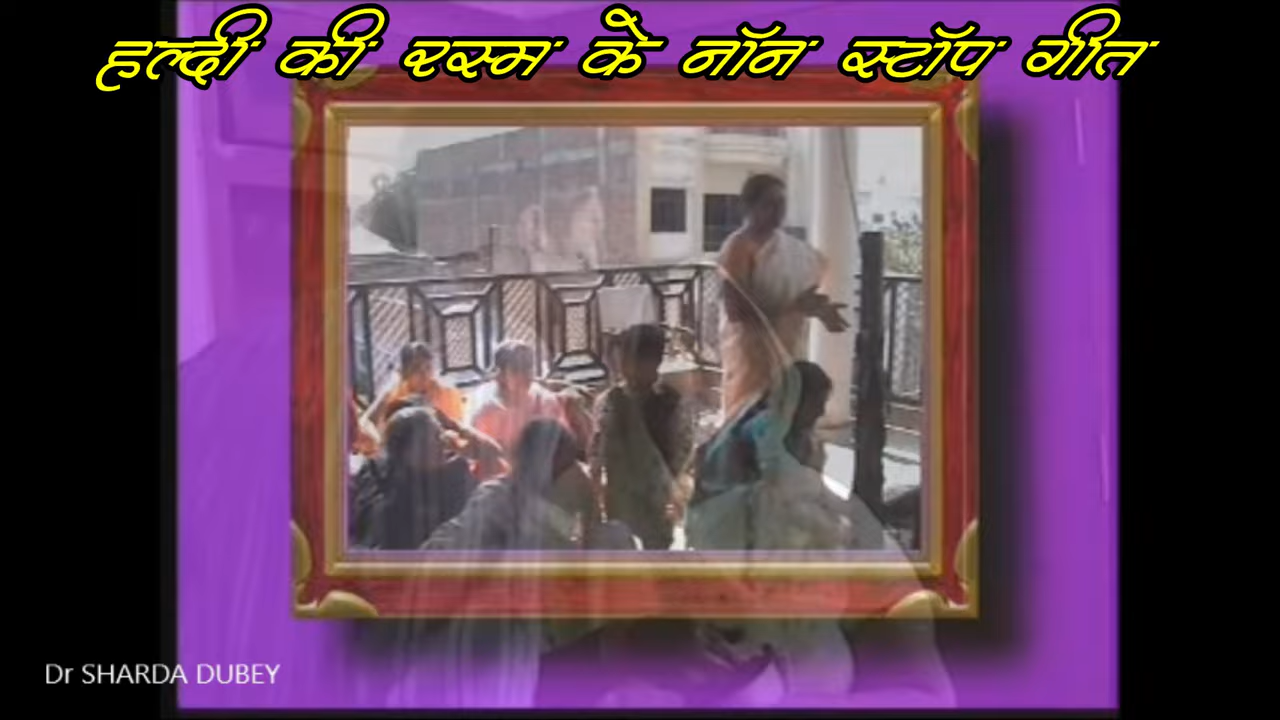 हल्दी की रस्म के नॉन स्टॉप गीत
Dr SHARDA DUBEY